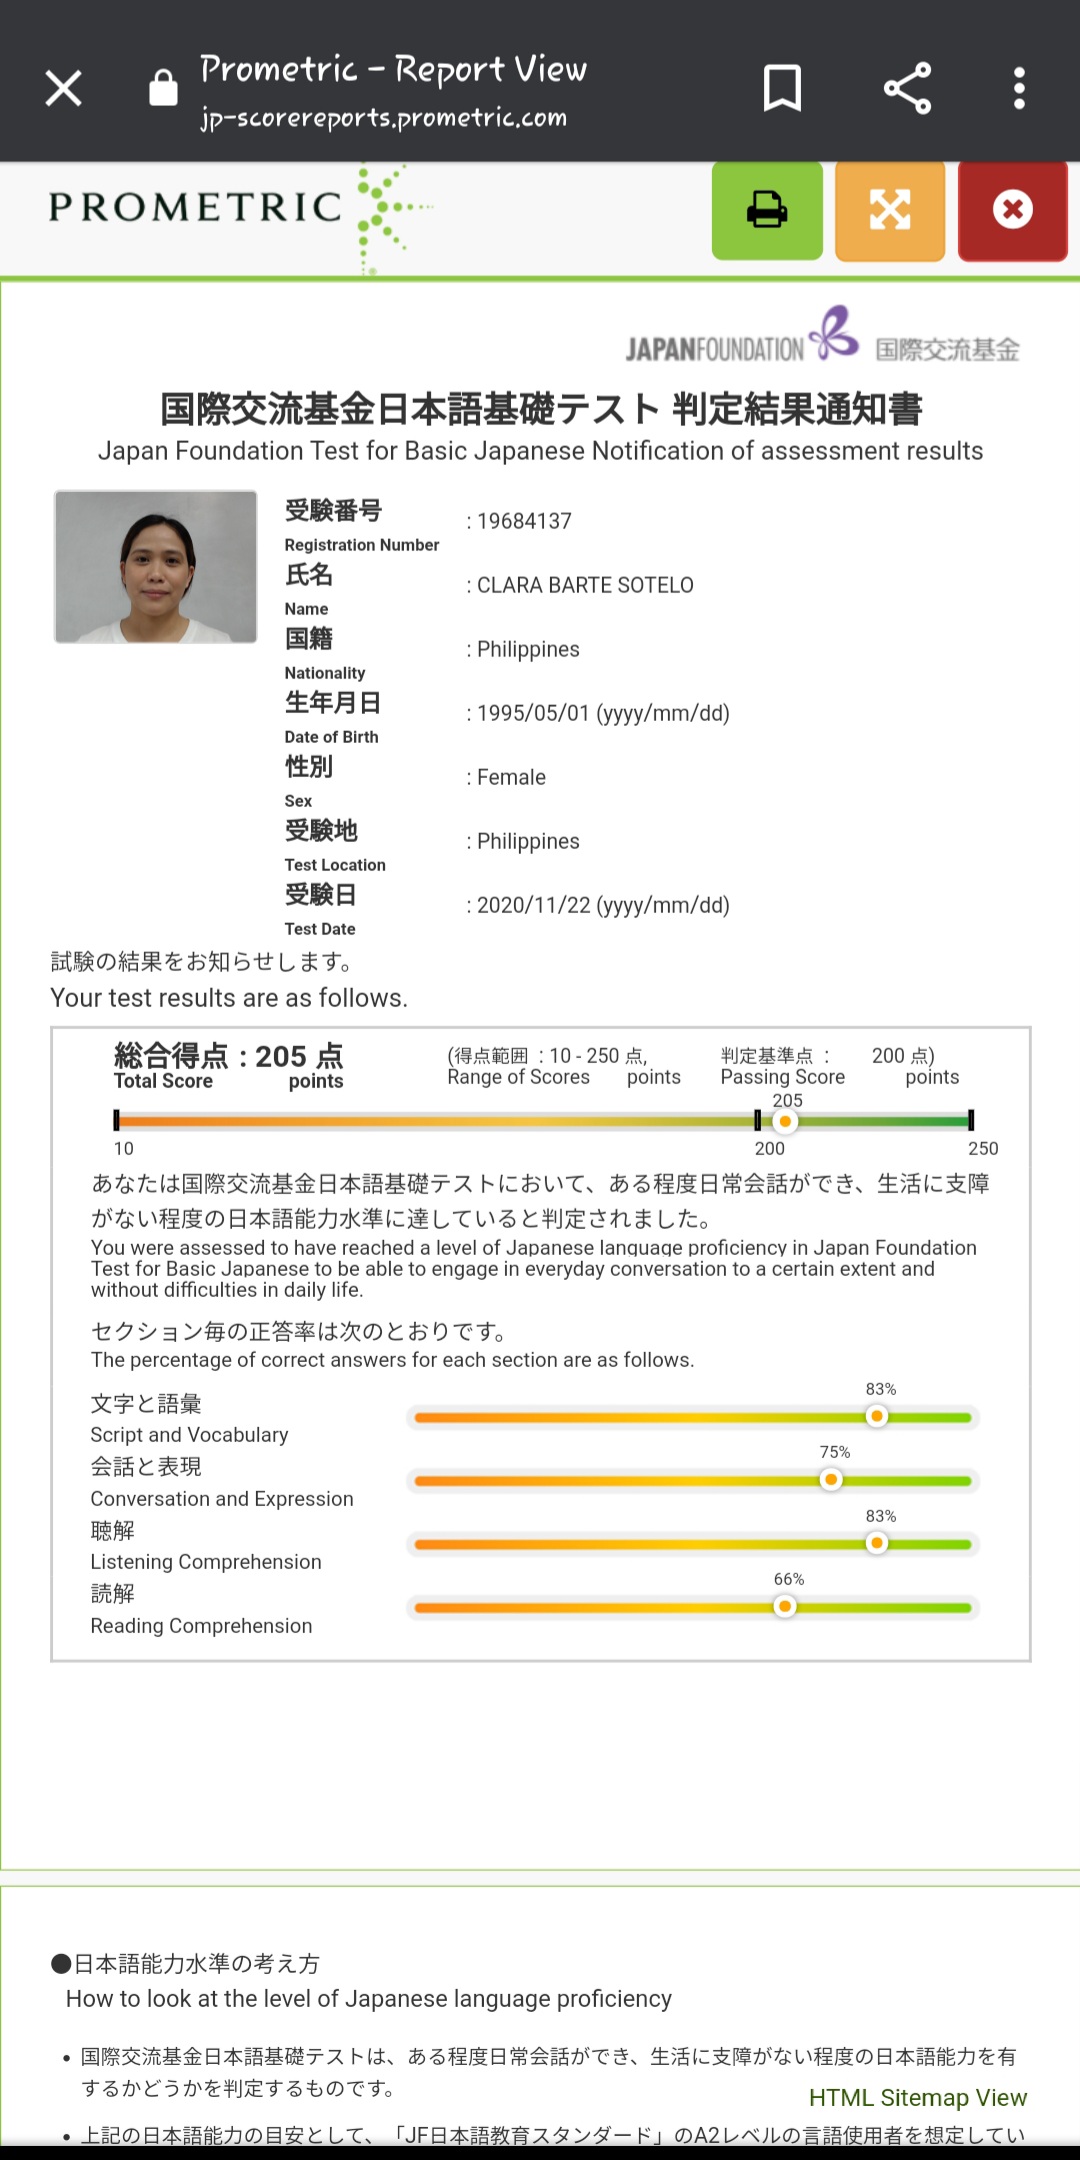 Prometric – Report View
jp-scorereports.prometric.com
PROMETRIC
JAPANFOUNDATION 国際交流基金
国際交流基金日本語基礎テスト 判定結果通知書
Japan Foundation Test for Basic Japanese Notification of assessment results
受験番号
: 19684137
Registration Number
氏名
: CLARA BARTE SOTELO
Name
国籍
: Philippines
Nationality
生年月日
: 1995/05/01 (yyyy/mm/dd)
Date of Birth
性別
: Female
Sex
受験地
: Philippines
Test Location
受験日
: 2020/11/22 (yyyy/mm/dd)
Test Date
試験の結果をお知らせします。
Your test results are as follows.
総合得点 : 205 点 (得点範囲 : 10 - 250 点, 判定基準点 : 200 点)
Total Score points Range of Scores points Passing Score points
205
10 200 250
あなたは国際交流基金日本語基礎テストにおいて、ある程度日常会話ができ、生活に支障
がない程度の日本語能力水準に達していると判定されました。
You were assessed to have reached a level of Japanese language proficiency in Japan Foundation
Test for Basic Japanese to be able to engage in everyday conversation to a certain extent and
without difficulties in daily life.
セクション毎の正答率は次のとおりです。
The percentage of correct answers for each section are as follows.
83%
文字と語彙
Script and Vocabulary
75%
会話と表現
Conversation and Expression
83%
聴解
Listening Comprehension
66%
読解
Reading Comprehension
●日本語能力水準の考え方
How to look at the level of Japanese language proficiency
• 国際交流基金日本語基礎テストは、ある程度日常会話ができ、生活に支障がない程度の日本語能力を有
するかどうかを判定するものです。
HTML Sitemap View
• 上記の日本語能力の目安として、「JF日本語教育スタンダード」のA2レベルの言語使用者を想定してい